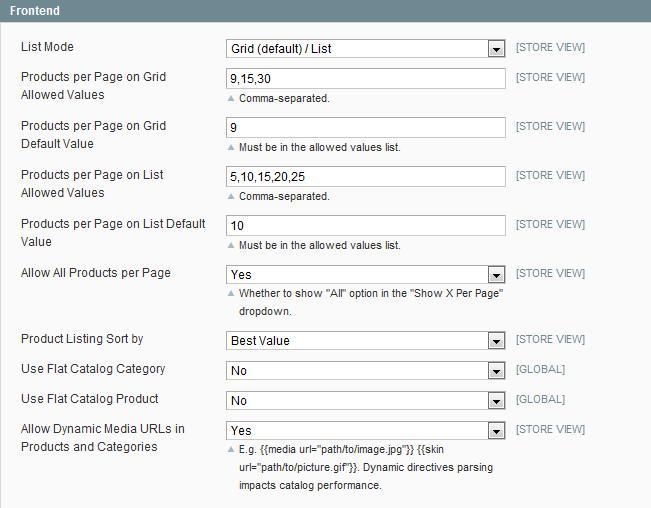 Frontend
List Mode
Grid (default) / List
[STORE VIEW]
Products per Page on Grid
Allowed Values
9,15,30
[STORE VIEW]
Comma-separated.
Products per Page on Grid
Default Value
9
[STORE VIEW]
Must be in the allowed values list.
Products per Page on List
Allowed Values
5,10,15,20,25
[STORE VIEW]
Comma-separated.
Products per Page on List Default
Value
10
[STORE VIEW]
Must be in the allowed values list.
Allow All Products per Page
Yes
[STORE VIEW]
Whether to show "All" option in the "Show X Per Page"
dropdown.
Product Listing Sort by
Best Value
[STORE VIEW]
Use Flat Catalog Category
No
[GLOBAL]
Use Flat Catalog Product
No
[GLOBAL]
Allow Dynamic Media URLs in
Products and Categories
Yes
[STORE VIEW]
E.g. {{media url="path/to/image.jpg"}} {{skin
url="path/to/picture.gif"}}. Dynamic directives parsing
impacts catalog performance.